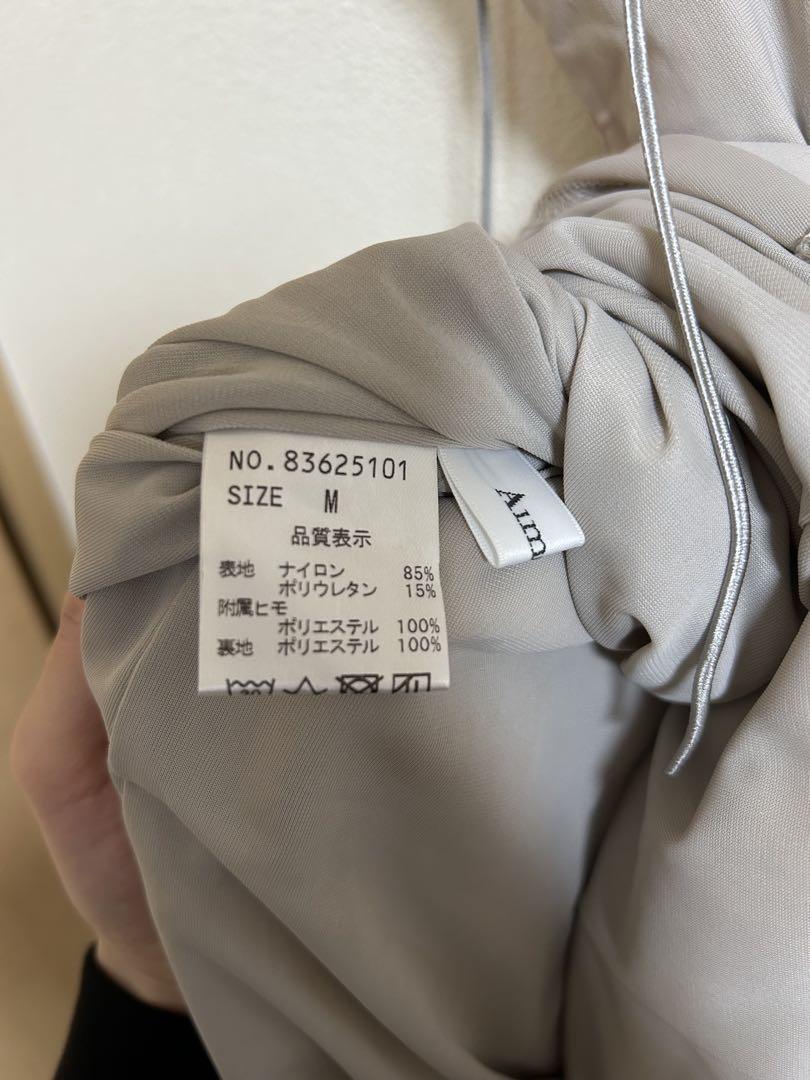 NO.83625101
SIZE M
品質表示
表地 ナイロン 85%
ポリウレタン 15%
附属ヒモ
ポリエステル 100%
裏地 ポリエステル 100%